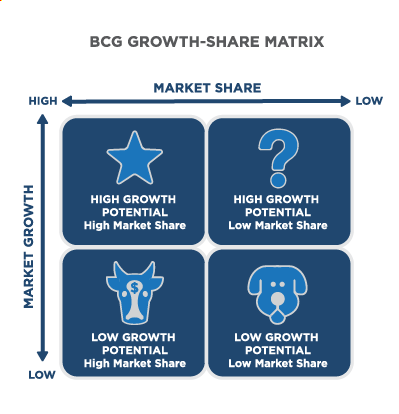 BCG GROWTH-SHARE MATRIX
MARKET SHARE
HIGH
LOW
MARKET GROWTH
HIGH GROWTH
POTENTIAL
High Market Share
?
HIGH GROWTH
POTENTIAL
Low Market Share
$
LOW GROWTH
POTENTIAL
High Market Share
LOW GROWTH
POTENTIAL
Low Market Share
LOW